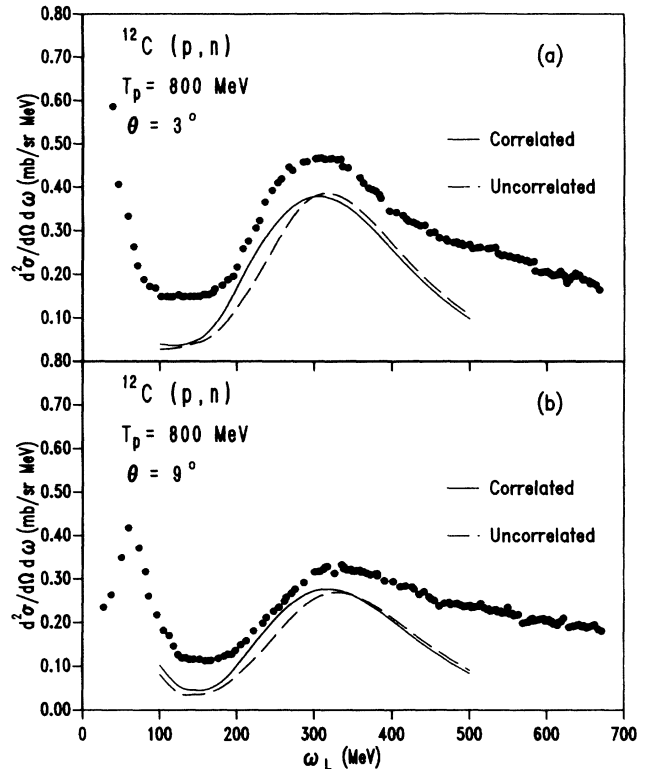 0.80
0.70
0.60
0.50
0.40
0.30
0.20
0.10
0.80
d²σ/dΩ dω (mb/sr MeV)
¹²C (p,n)
Tₚ= 800 MeV
θ = 3°
(a)
Correlated
Uncorrelated
0.70
0.60
0.50
0.40
0.30
0.20
0.10
0.00
d²σ/dΩ dω (mb/sr MeV)
¹²C (p,n)
Tₚ= 800 MeV
θ = 9°
(b)
Correlated
Uncorrelated
0 100 200 300 400 500 600 700
ω_L (MeV)